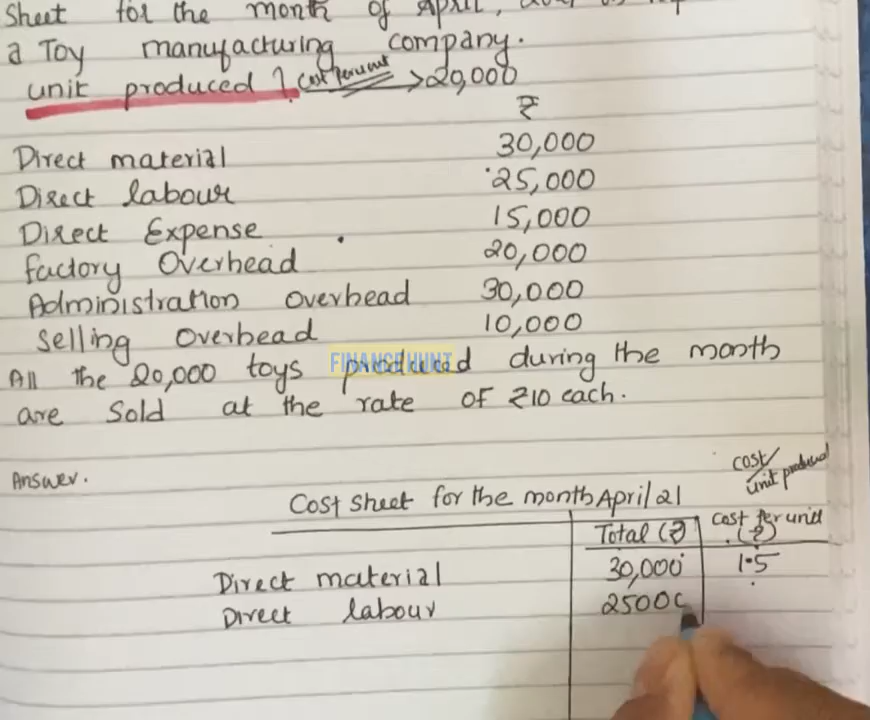 Sheet for the month of April,
a Toy manufacturing company.
unit produced } Cost per unit > 20,000
₹
Direct material 30,000
Direct labour 25,000
Direct Expense 15,000
factory Overhead 20,000
Administration overhead 30,000
Selling Overhead 10,000
FINANCE HUNT
All the 20,000 toys produced during the month
are sold at the rate of ₹10 each.
Answer.
cost/unit produced
Cost sheet for the month April/21
Total (₹) Cost per unit (₹)
Direct material 30,000 1.5
Direct labour 25000